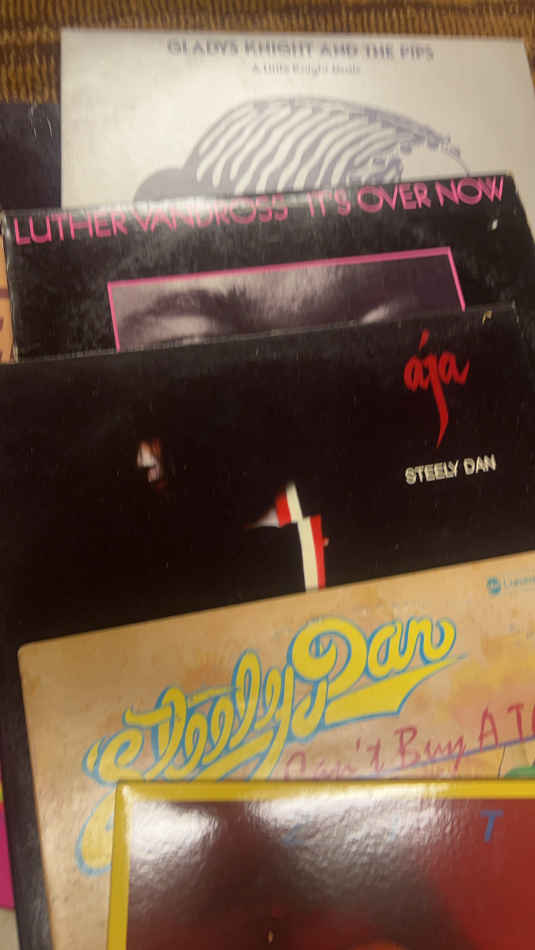 GLADYS KNIGHT AND THE PIPS
A Little Knight Music
LUTHER VANDROSS IT'S OVER NOW
aja
STEELY DAN
Steely Dan
Can't Buy A
T